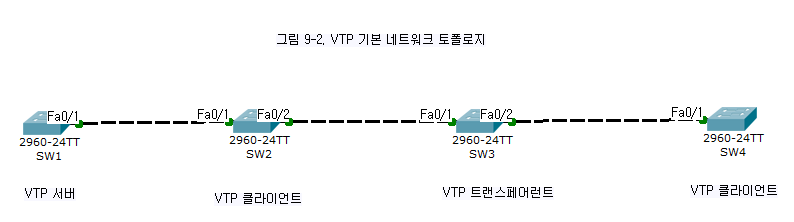 그림 9-2, VTP 기본 네트워크 토폴로지
Fa0/1
Fa0/1
Fa0/2
Fa0/1
Fa0/2
Fa0/1
2960-24TT
SW1
2960-24TT
SW2
2960-24TT
SW3
2960-24TT
SW4
VTP 서버
VTP 클라이언트
VTP 트랜스페어런트
VTP 클라이언트